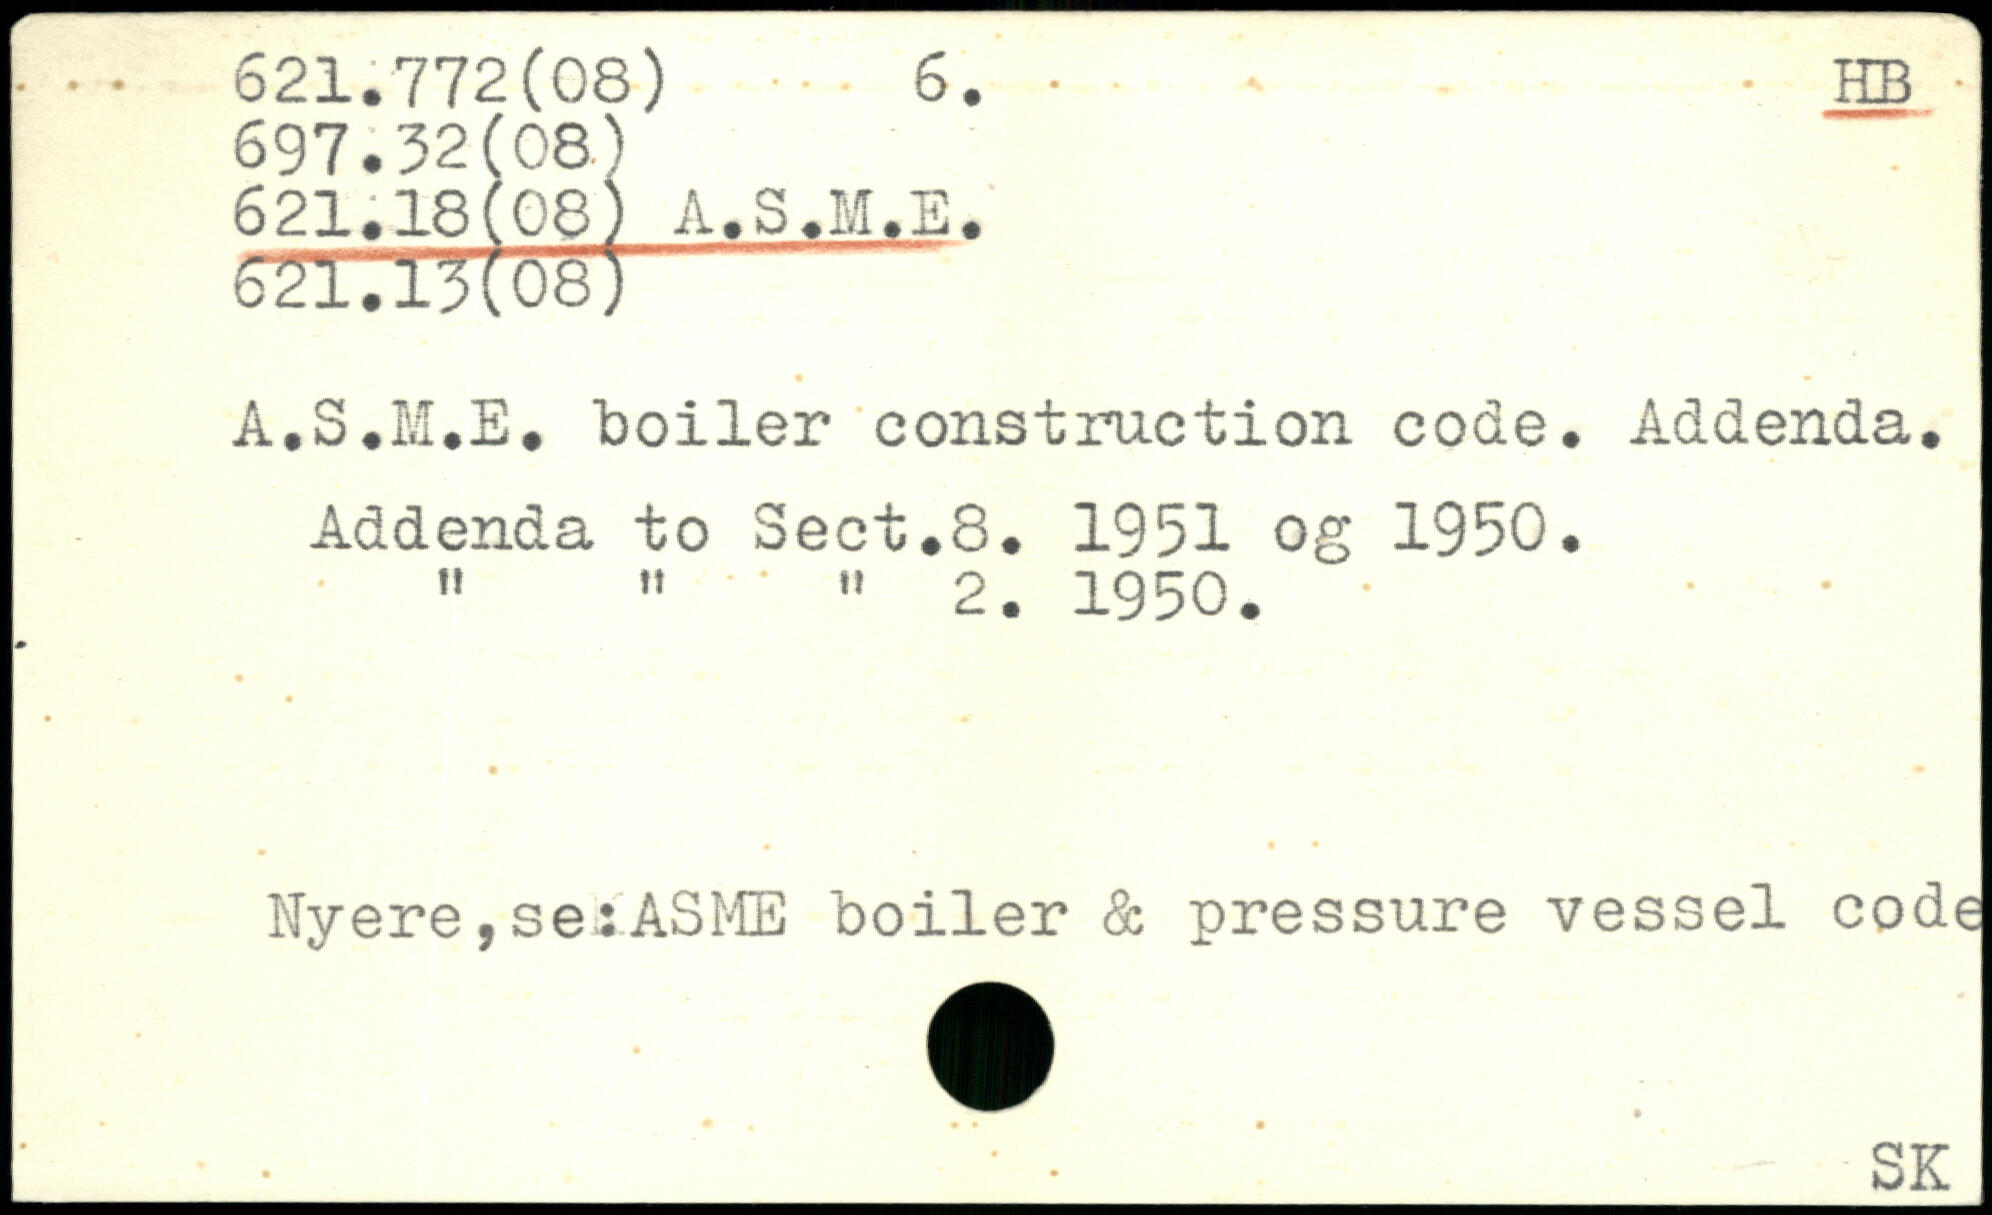 621.772(08) 6. HB
697.32(08)
621.18(08) A.S.M.E.
621.13(08)
A.S.M.E. boiler construction code. Addenda.
Addenda to Sect.8. 1951 og 1950.
" " " 2. 1950.
Nyere,se:ASME boiler & pressure vessel code
SK